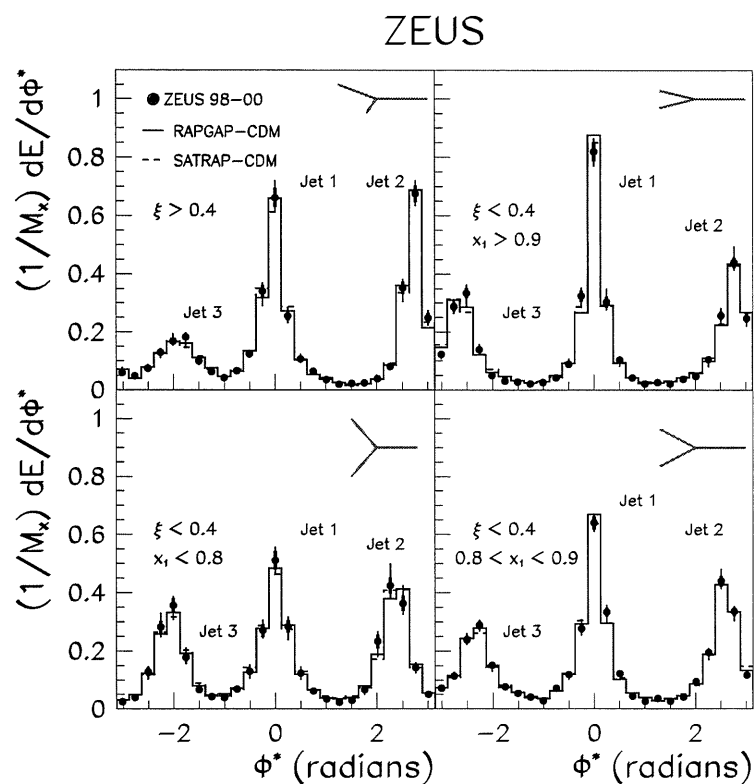 ZEUS
(1/Mₓ) dE/dϕ*
1
0.8
0.6
0.4
0.2
0
● ZEUS 98–00
— RAPGAP–CDM
-- SATRAP–CDM
ξ > 0.4
Jet 1
Jet 2
Jet 3
Jet 1
ξ < 0.4
x₁ > 0.9
Jet 2
Jet 3
(1/Mₓ) dE/dϕ*
1
0.8
0.6
0.4
0.2
0
ξ < 0.4
x₁ < 0.8
Jet 1
Jet 2
Jet 3
Jet 1
ξ < 0.4
0.8 < x₁ < 0.9
Jet 2
Jet 3
−2 0 2
−2 0 2
ϕ* (radians)
ϕ* (radians)